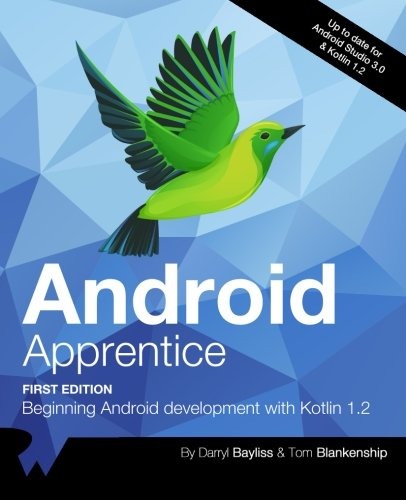 Up to date for
Android Studio 3.0
& Kotlin 1.2
Android
Apprentice
FIRST EDITION
Beginning Android development with Kotlin 1.2
By Darryl Bayliss & Tom Blankenship